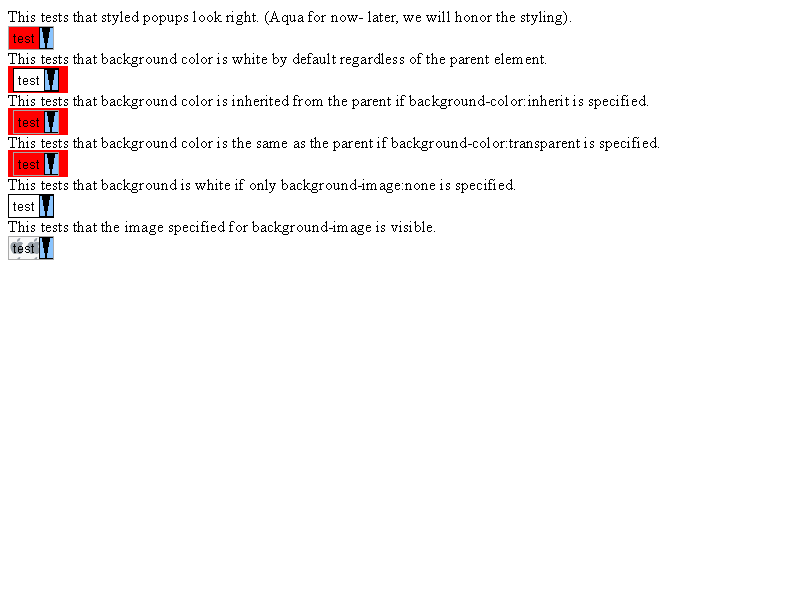 This tests that styled popups look right. (Aqua for now- later, we will honor the styling).
test
This tests that background color is white by default regardless of the parent element.
test
This tests that background color is inherited from the parent if background-color:inherit is specified.
test
This tests that background color is the same as the parent if background-color:transparent is specified.
test
This tests that background is white if only background-image:none is specified.
test
This tests that the image specified for background-image is visible.
test